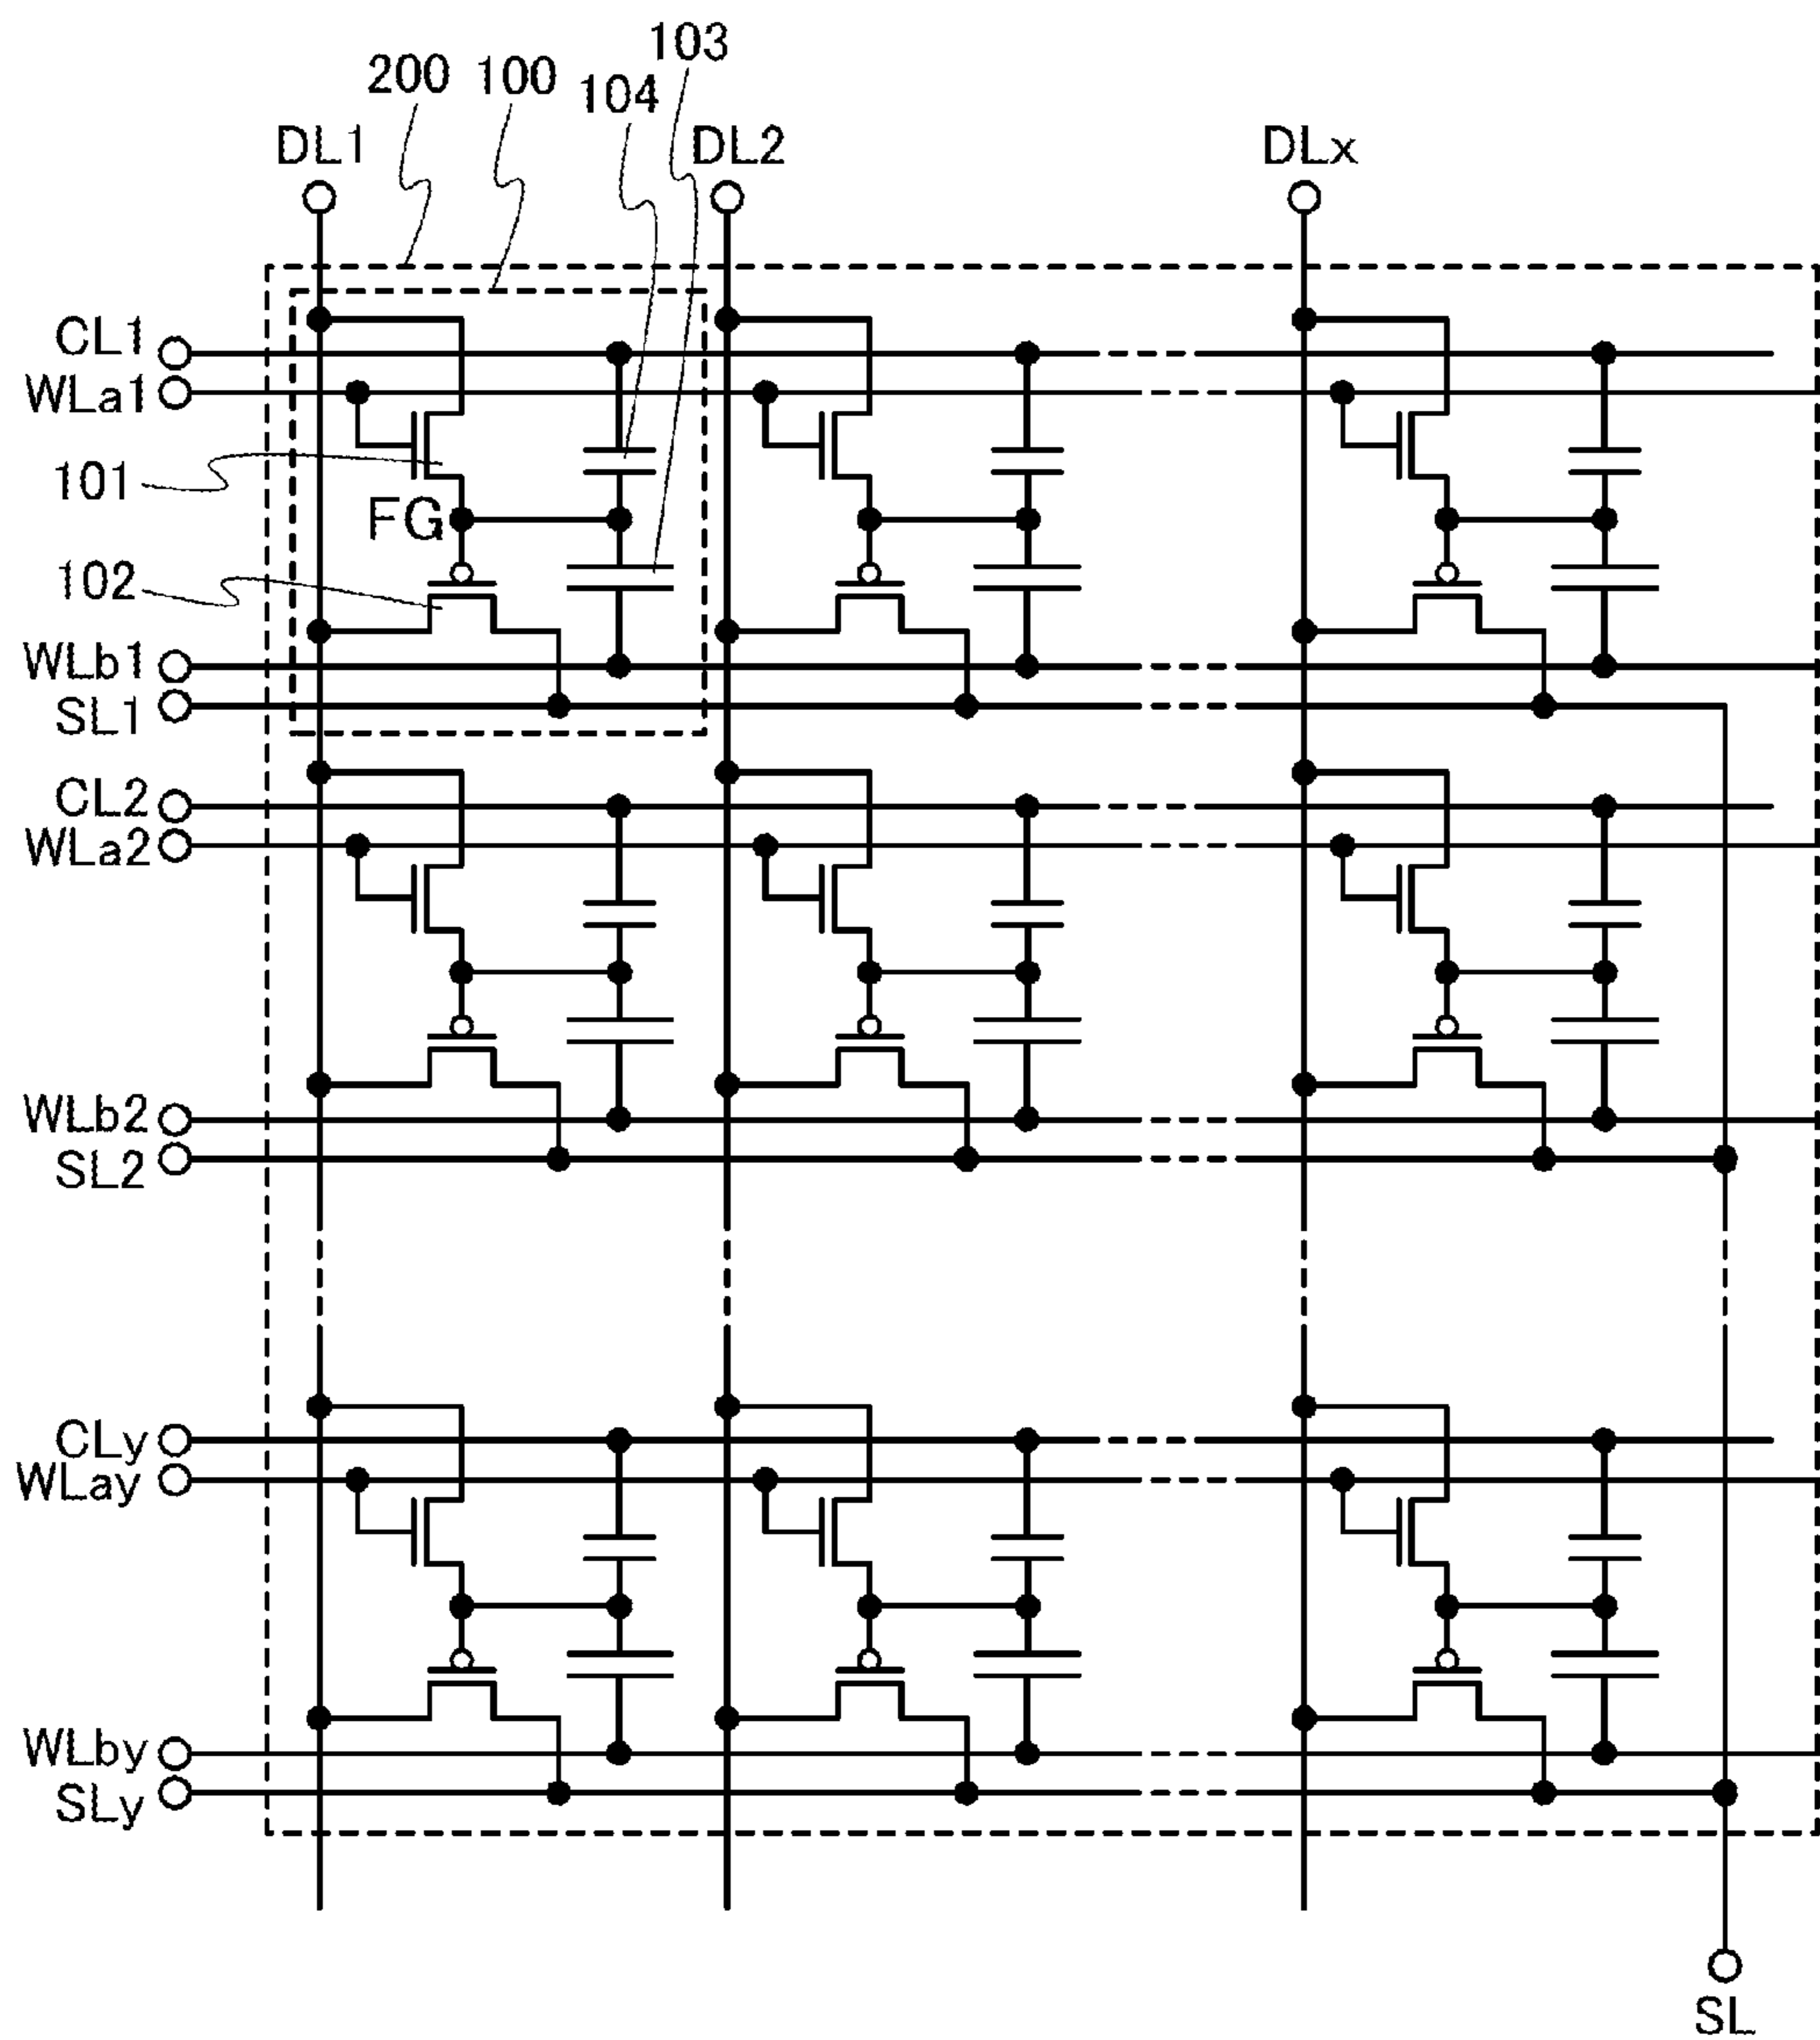 103
200 100 104
DL1 DL2 DLx
CL1
WLa1
101
FG
102
WLb1
SL1
CL2
WLa2
WLb2
SL2
CLy
WLay
WLby
SLy
SL